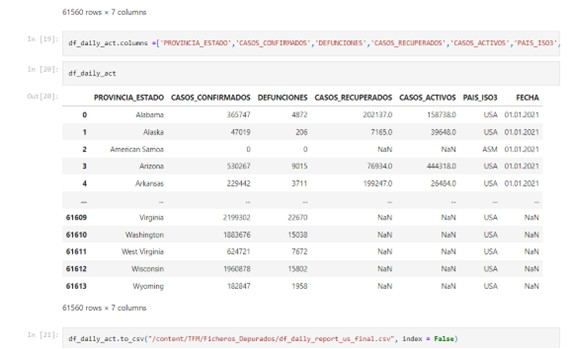 61560 rows × 7 columns
In [19]: df_daily_act.columns =['PROVINCIA_ESTADO','CASOS_CONFIRMADOS','DEFUNCIONES','CASOS_RECUPERADOS','CASOS_ACTIVOS','PAIS_ISO3',
In [20]: df_daily_act
Out[20]: PROVINCIA_ESTADO CASOS_CONFIRMADOS DEFUNCIONES CASOS_RECUPERADOS CASOS_ACTIVOS PAIS_ISO3 FECHA
0 Alabama 365747 4872 202137.0 158738.0 USA 01.01.2021
1 Alaska 47019 206 7165.0 39648.0 USA 01.01.2021
2 American Samoa 0 0 NaN NaN ASM 01.01.2021
3 Arizona 530267 9015 76934.0 444318.0 USA 01.01.2021
4 Arkansas 229442 3711 199247.0 26484.0 USA 01.01.2021
... ... ... ... ... ... ... ...
61609 Virginia 2199302 22670 NaN NaN USA NaN
61610 Washington 1883676 15038 NaN NaN USA NaN
61611 West Virginia 624721 7672 NaN NaN USA NaN
61612 Wisconsin 1960878 15802 NaN NaN USA NaN
61613 Wyoming 182847 1958 NaN NaN USA NaN
61560 rows × 7 columns
In [21]: df_daily_act.to_csv("/content/TFM/Ficheros_Depurados/df_daily_report_us_final.csv", index = False)